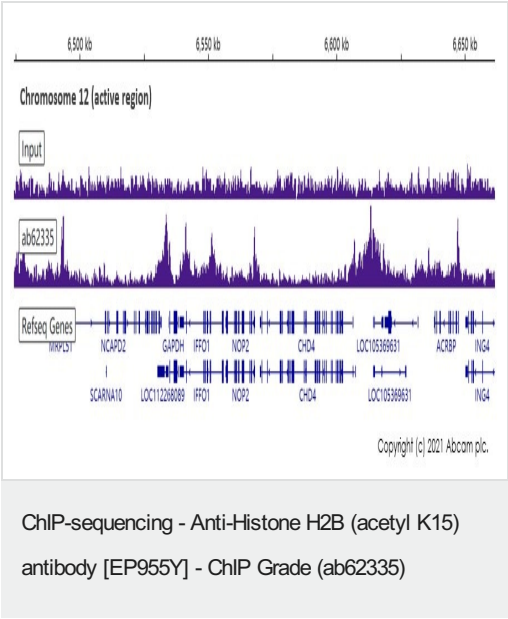 6,500 kb 6,550 kb 6,600 kb 6,650 kb
Chromosome 12 (active region)
Input
ab62335
Refseq Genes
MRPL51 NCAPD2 GAPDH IFFO1 NOP2 CHD4 LOC105369631 ACRBP ING4
SCARNA10 LOC112268089 IFFO1 NOP2 CHD4 LOC105369631 ING4
Copyright (c) 2021 Abcam plc.
ChIP-sequencing - Anti-Histone H2B (acetyl K15)
antibody [EP955Y] - ChIP Grade (ab62335)